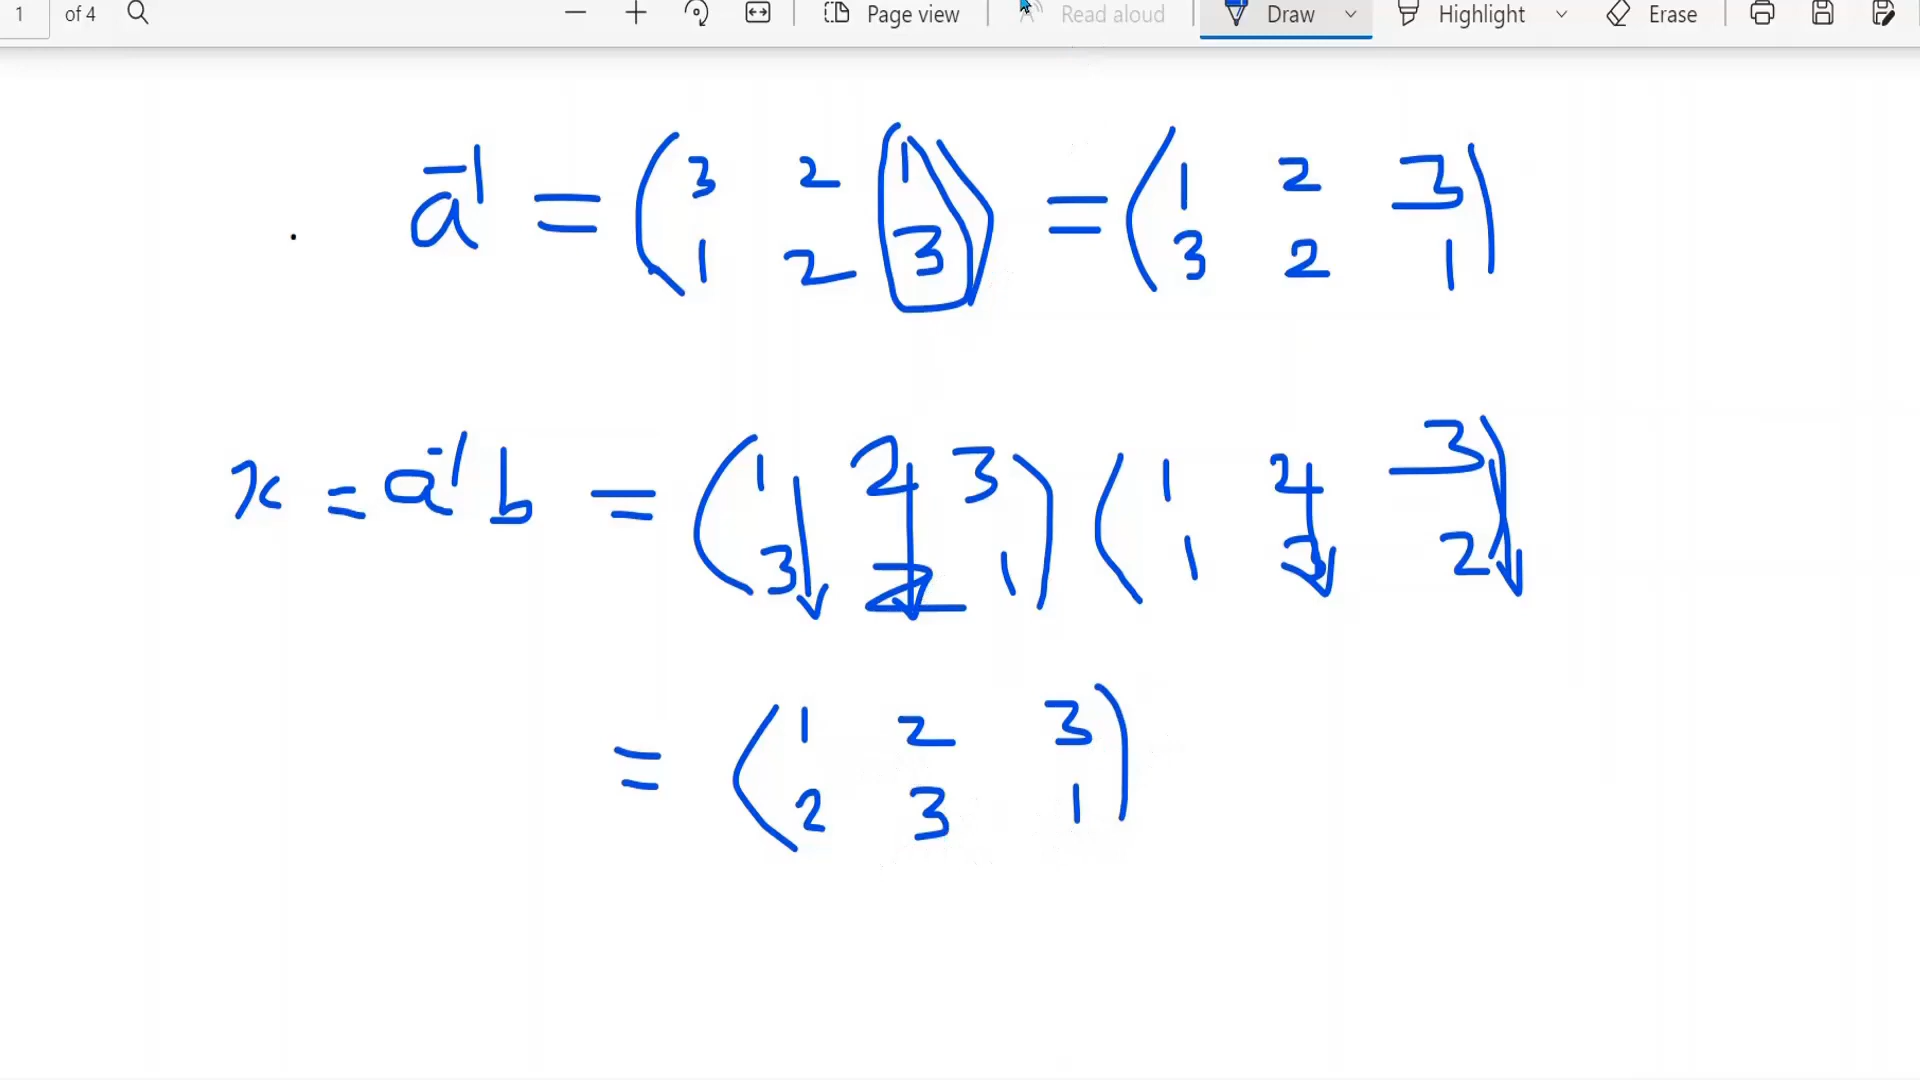 1 of 4 Page view Read aloud Draw Highlight Erase
a⁻¹ = ( 3 2 1 ) = ( 1 2 3 )
1 2 3 3 2 1
x = a⁻¹ b = ( 1 2 3 ) ( 1 2 3 )
3 2 1 1 3 2
= ( 1 2 3 )
2 3 1